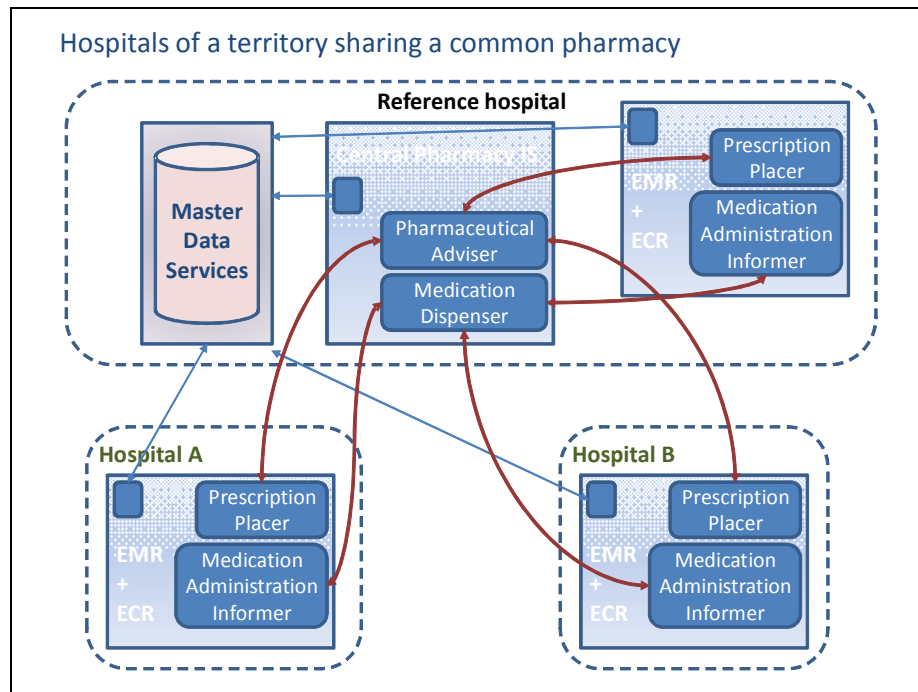 Hospitals of a territory sharing a common pharmacy
Reference hospital
Master
Data
Services
Central Pharmacy IS
Pharmaceutical
Adviser
Medication
Dispenser
EMR
+
ECR
Prescription
Placer
Medication
Administration
Informer
Hospital A
EMR
+
ECR
Prescription
Placer
Medication
Administration
Informer
Hospital B
EMR
+
ECR
Prescription
Placer
Medication
Administration
Informer